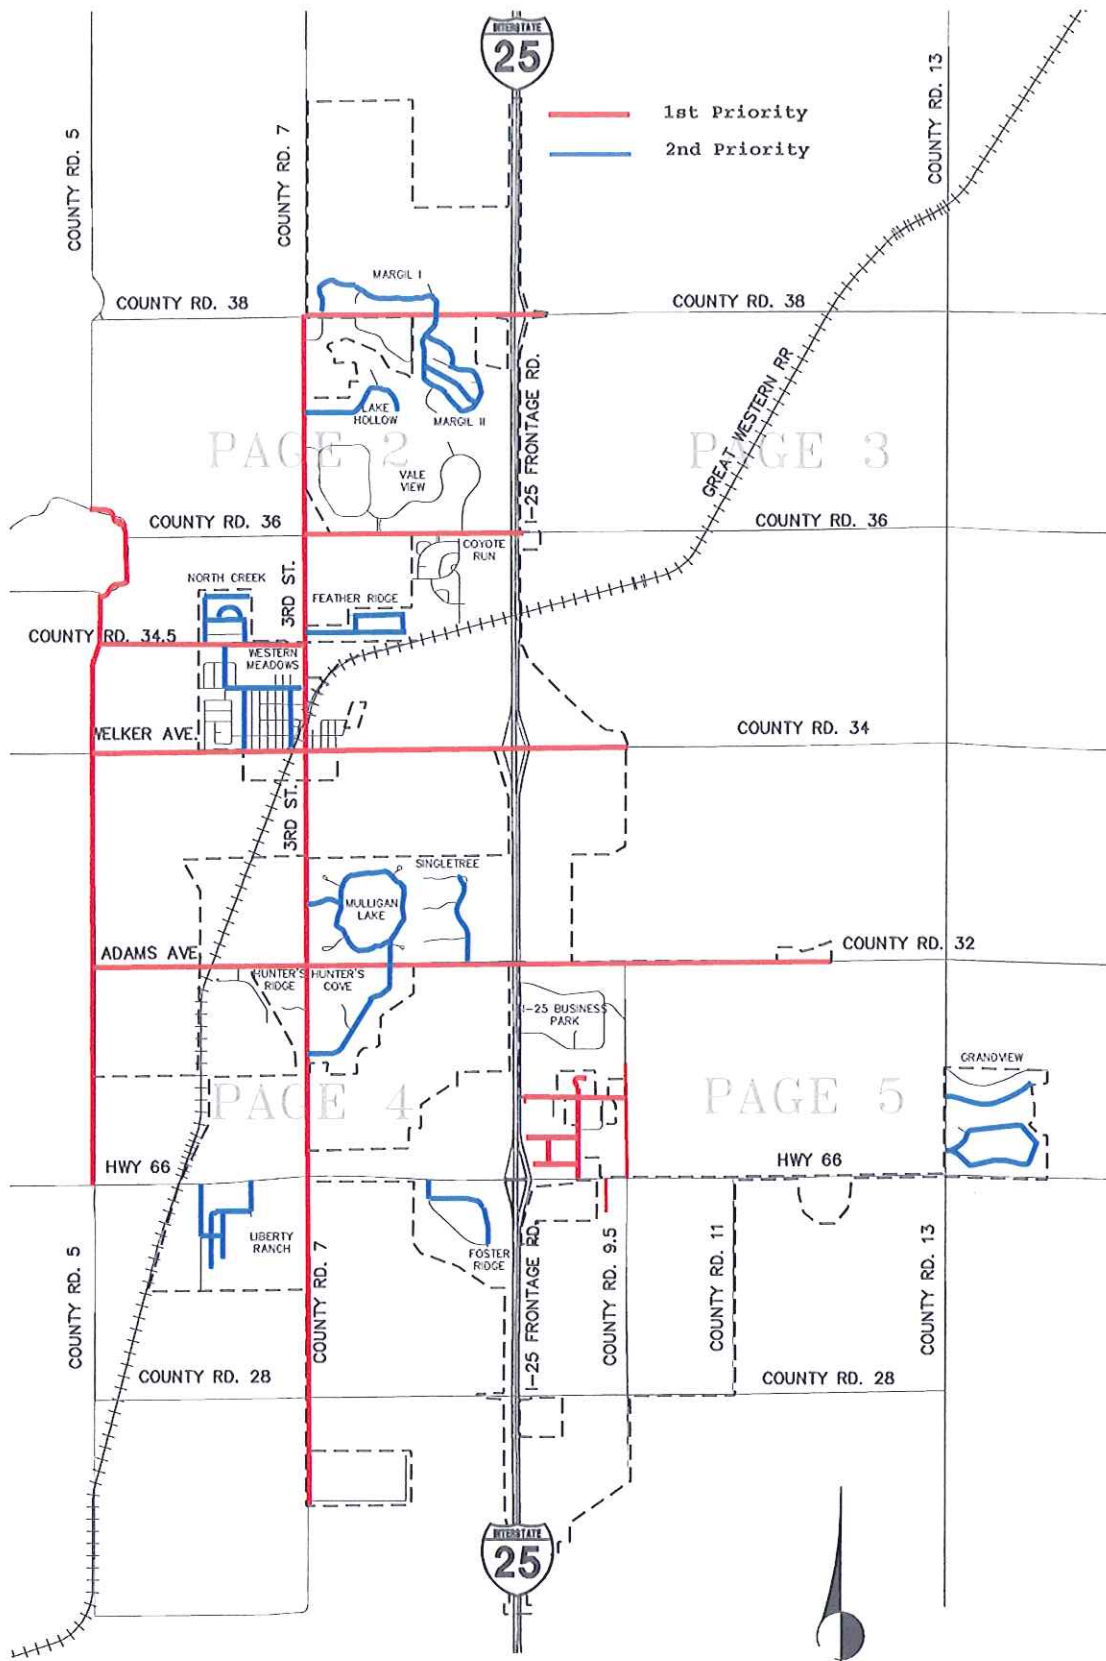 INTERSTATE
25
1st Priority
2nd Priority
COUNTY RD. 5
COUNTY RD. 7
COUNTY RD. 13
MARGIL I
COUNTY RD. 38
COUNTY RD. 38
I-25 FRONTAGE RD.
GREAT WESTERN RR
LAKE
HOLLOW
MARGIL II
PAGE 2
PAGE 3
VALE
VIEW
COUNTY RD. 36
COUNTY RD. 36
COYOTE
RUN
NORTH CREEK
3RD ST.
FEATHER RIDGE
COUNTY RD. 34.5
WESTERN
MEADOWS
WELKER AVE.
COUNTY RD. 34
3RD ST.
SINGLETREE
MULLIGAN
LAKE
ADAMS AVE
COUNTY RD. 32
HUNTER'S
RIDGE
HUNTER'S
COVE
I-25 BUSINESS
PARK
GRANDVIEW
PAGE 4
PAGE 5
HWY 66
HWY 66
LIBERTY
RANCH
FOSTER
RIDGE
COUNTY RD. 5
COUNTY RD. 7
I-25 FRONTAGE RD.
COUNTY RD. 9.5
COUNTY RD. 11
COUNTY RD. 13
COUNTY RD. 28
COUNTY RD. 28
INTERSTATE
25